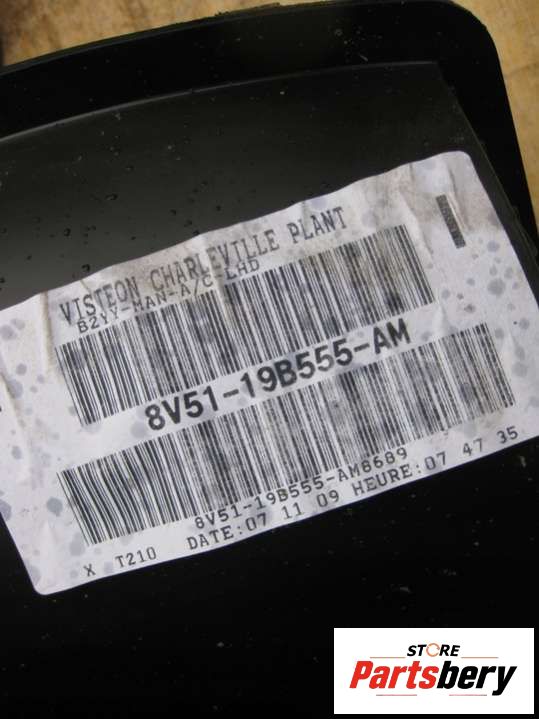 VISTEON CHARLEVILLE PLANT
B2YY-MAN-A/C-LHD
8V51-19B555-AM
8V51-19B555-AM8689
X T210 DATE:07 11 09 HEURE:07 47 35
STORE
Partsbery